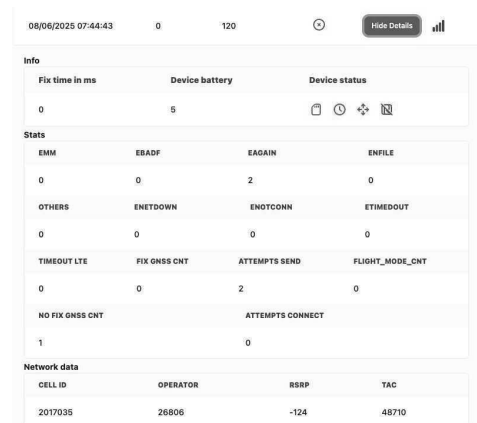 08/06/2025 07:44:43 0 120 Hide Details
Info
Fix time in ms Device battery Device status
0 5
Stats
EMM EBADF EAGAIN ENFILE
0 0 2 0
OTHERS ENETDOWN ENOTCONN ETIMEDOUT
0 0 0 0
TIMEOUT LTE FIX GNSS CNT ATTEMPTS SEND FLIGHT_MODE_CNT
0 0 2 0
NO FIX GNSS CNT ATTEMPTS CONNECT
1 0
Network data
CELL ID OPERATOR RSRP TAC
2017035 26806 -124 48710